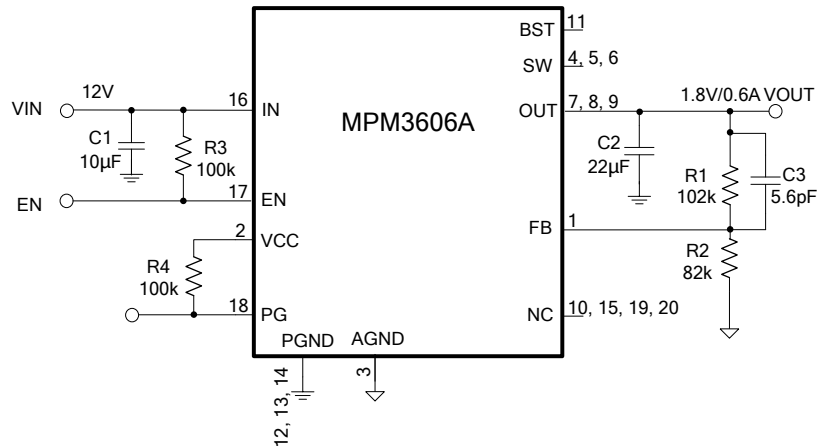 BST
11
SW
4, 5, 6
VIN
12V
16
IN
MPM3606A
OUT
7, 8, 9
1.8V/0.6A VOUT
C1
10µF
R3
100k
C2
22µF
R1
102k
C3
5.6pF
EN
17
EN
2
VCC
FB
1
R4
100k
R2
82k
18
PG
NC
10, 15, 19, 20
PGND
AGND
12, 13, 14
3